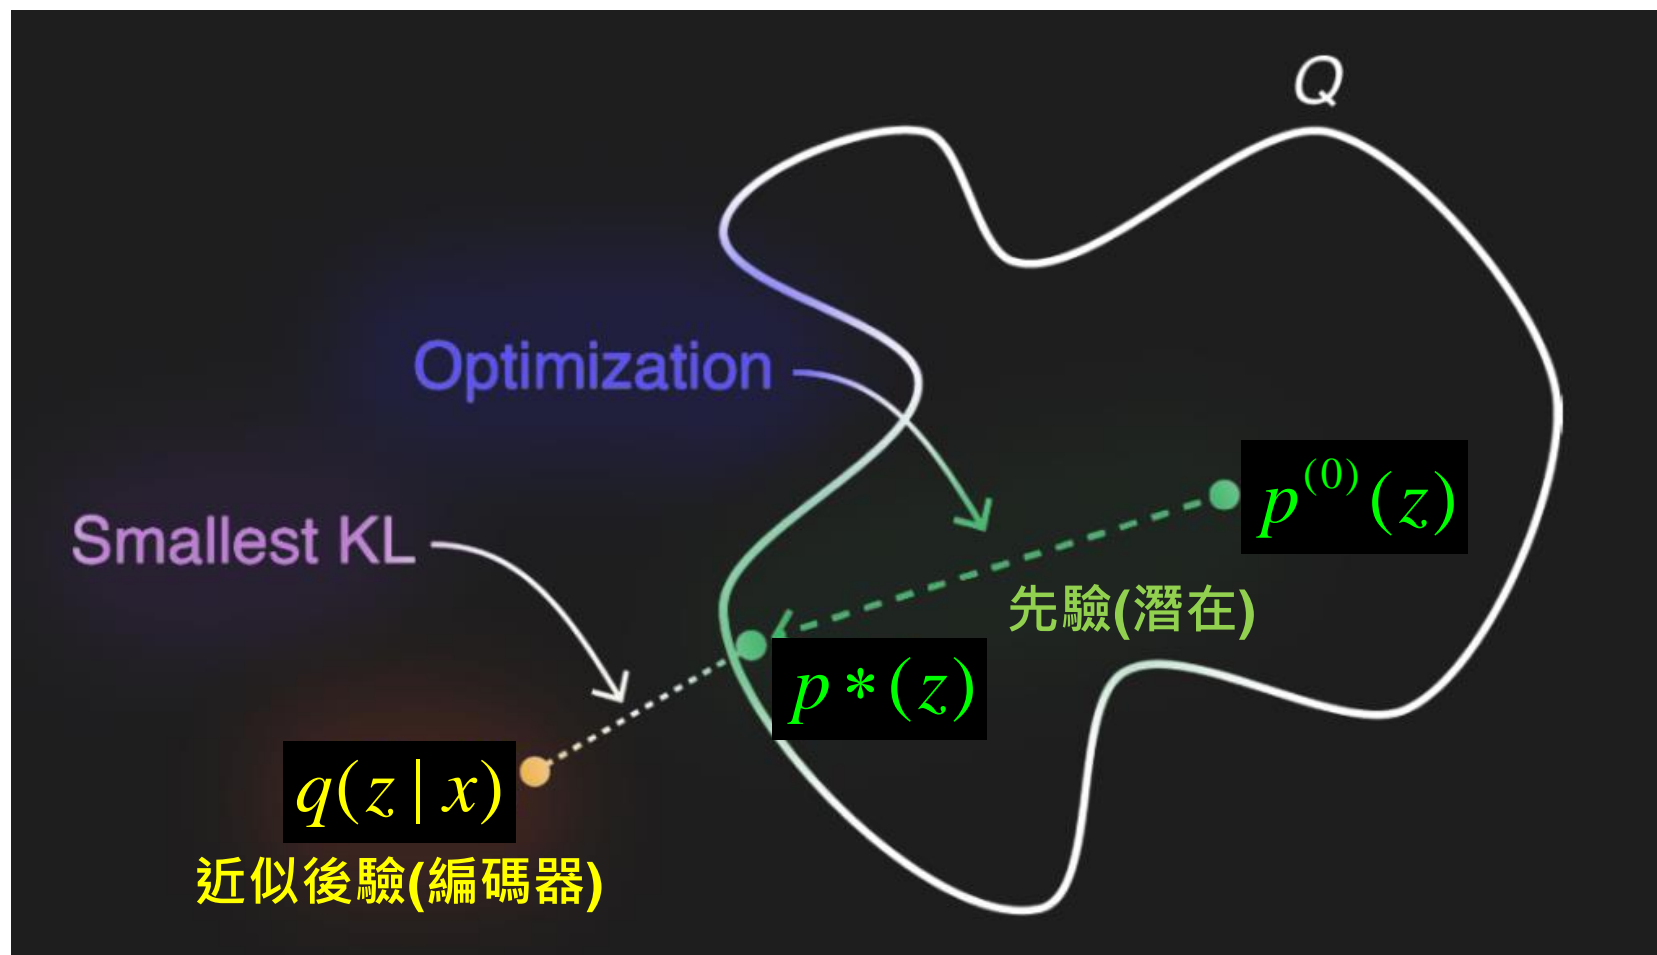 Q
Optimization
p^{(0)}(z)
Smallest KL
先驗(潛在)
p*(z)
q(z|x)
近似後驗(編碼器)